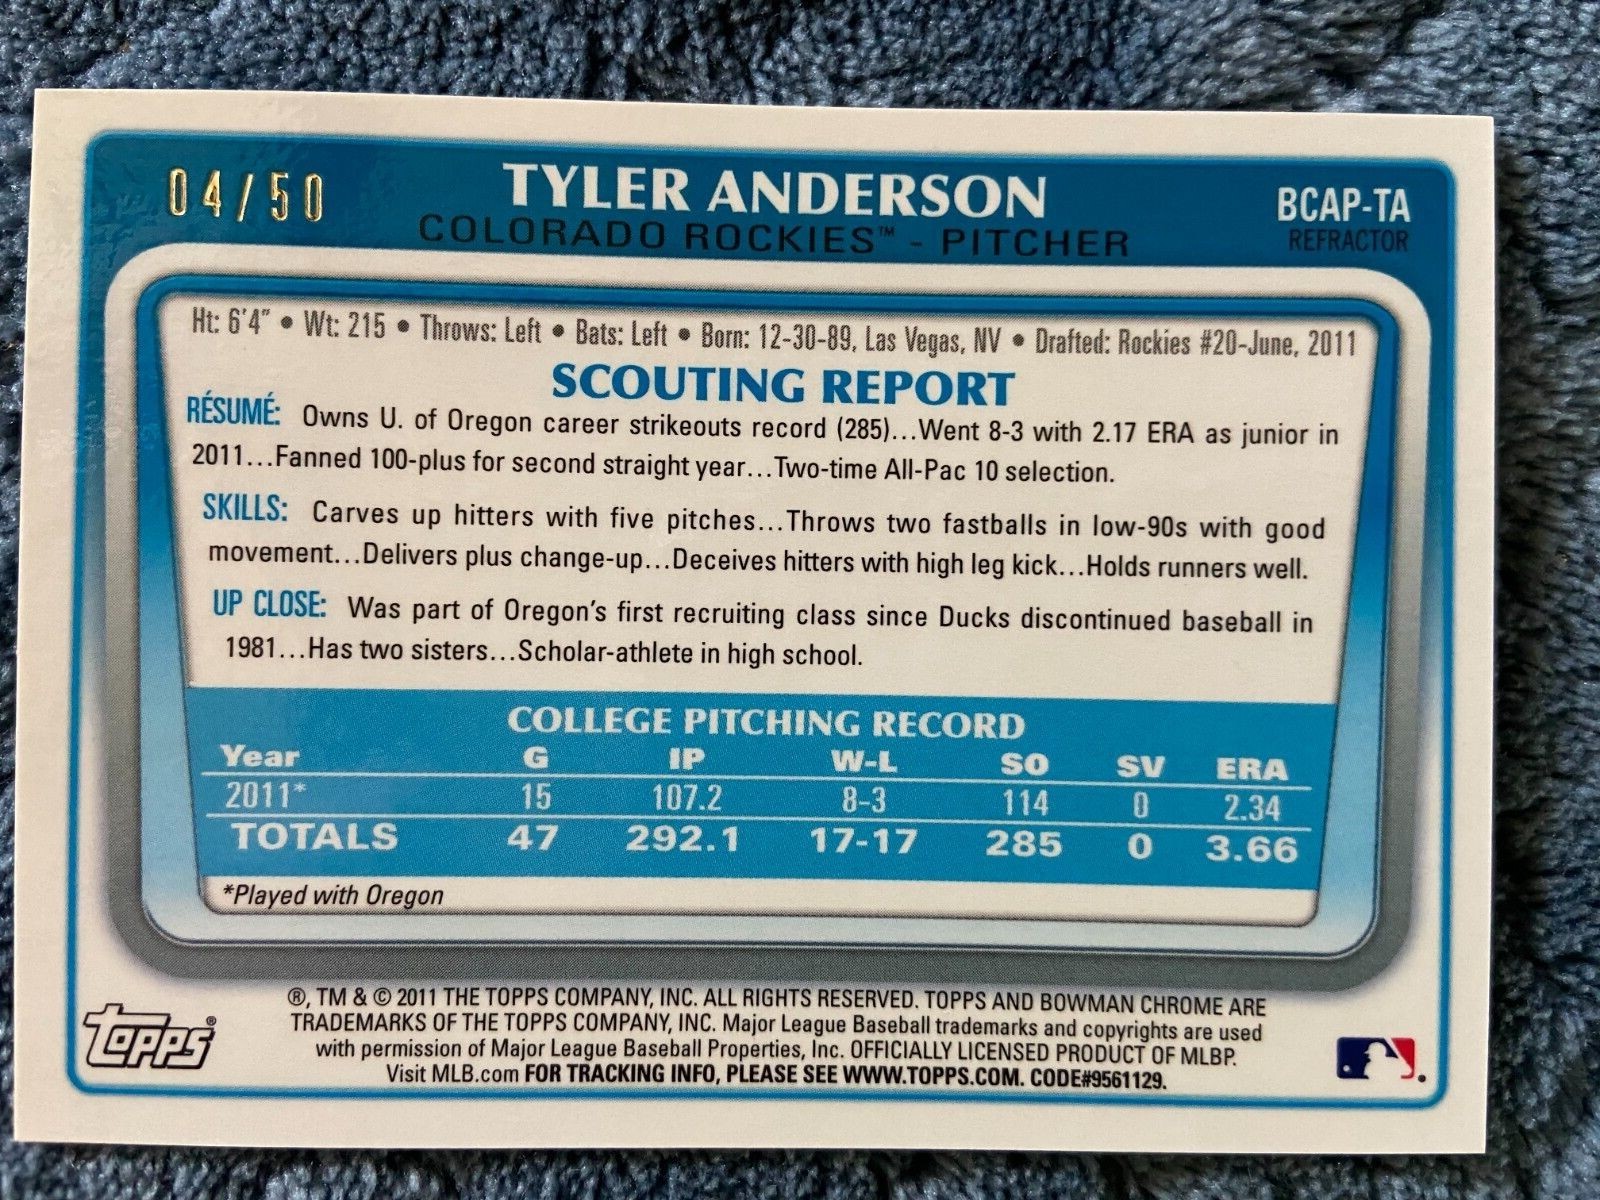 04/50
TYLER ANDERSON
BCAP-TA
COLORADO ROCKIES™ - PITCHER
REFRACTOR
Ht: 6'4" • Wt: 215 • Throws: Left • Bats: Left • Born: 12-30-89, Las Vegas, NV • Drafted: Rockies #20-June, 2011
SCOUTING REPORT
RÉSUMÉ: Owns U. of Oregon career strikeouts record (285)...Went 8-3 with 2.17 ERA as junior in
2011...Fanned 100-plus for second straight year...Two-time All-Pac 10 selection.
SKILLS: Carves up hitters with five pitches...Throws two fastballs in low-90s with good
movement...Delivers plus change-up...Deceives hitters with high leg kick...Holds runners well.
UP CLOSE: Was part of Oregon's first recruiting class since Ducks discontinued baseball in
1981...Has two sisters...Scholar-athlete in high school.
COLLEGE PITCHING RECORD
Year G IP W-L SO SV ERA
2011* 15 107.2 8-3 114 0 2.34
TOTALS 47 292.1 17-17 285 0 3.66
*Played with Oregon
®, TM & © 2011 THE TOPPS COMPANY, INC. ALL RIGHTS RESERVED. TOPPS AND BOWMAN CHROME ARE
TRADEMARKS OF THE TOPPS COMPANY, INC. Major League Baseball trademarks and copyrights are used
with permission of Major League Baseball Properties, Inc. OFFICIALLY LICENSED PRODUCT OF MLBP.
Visit MLB.com FOR TRACKING INFO, PLEASE SEE WWW.TOPPS.COM. CODE#9561129.
Topps®